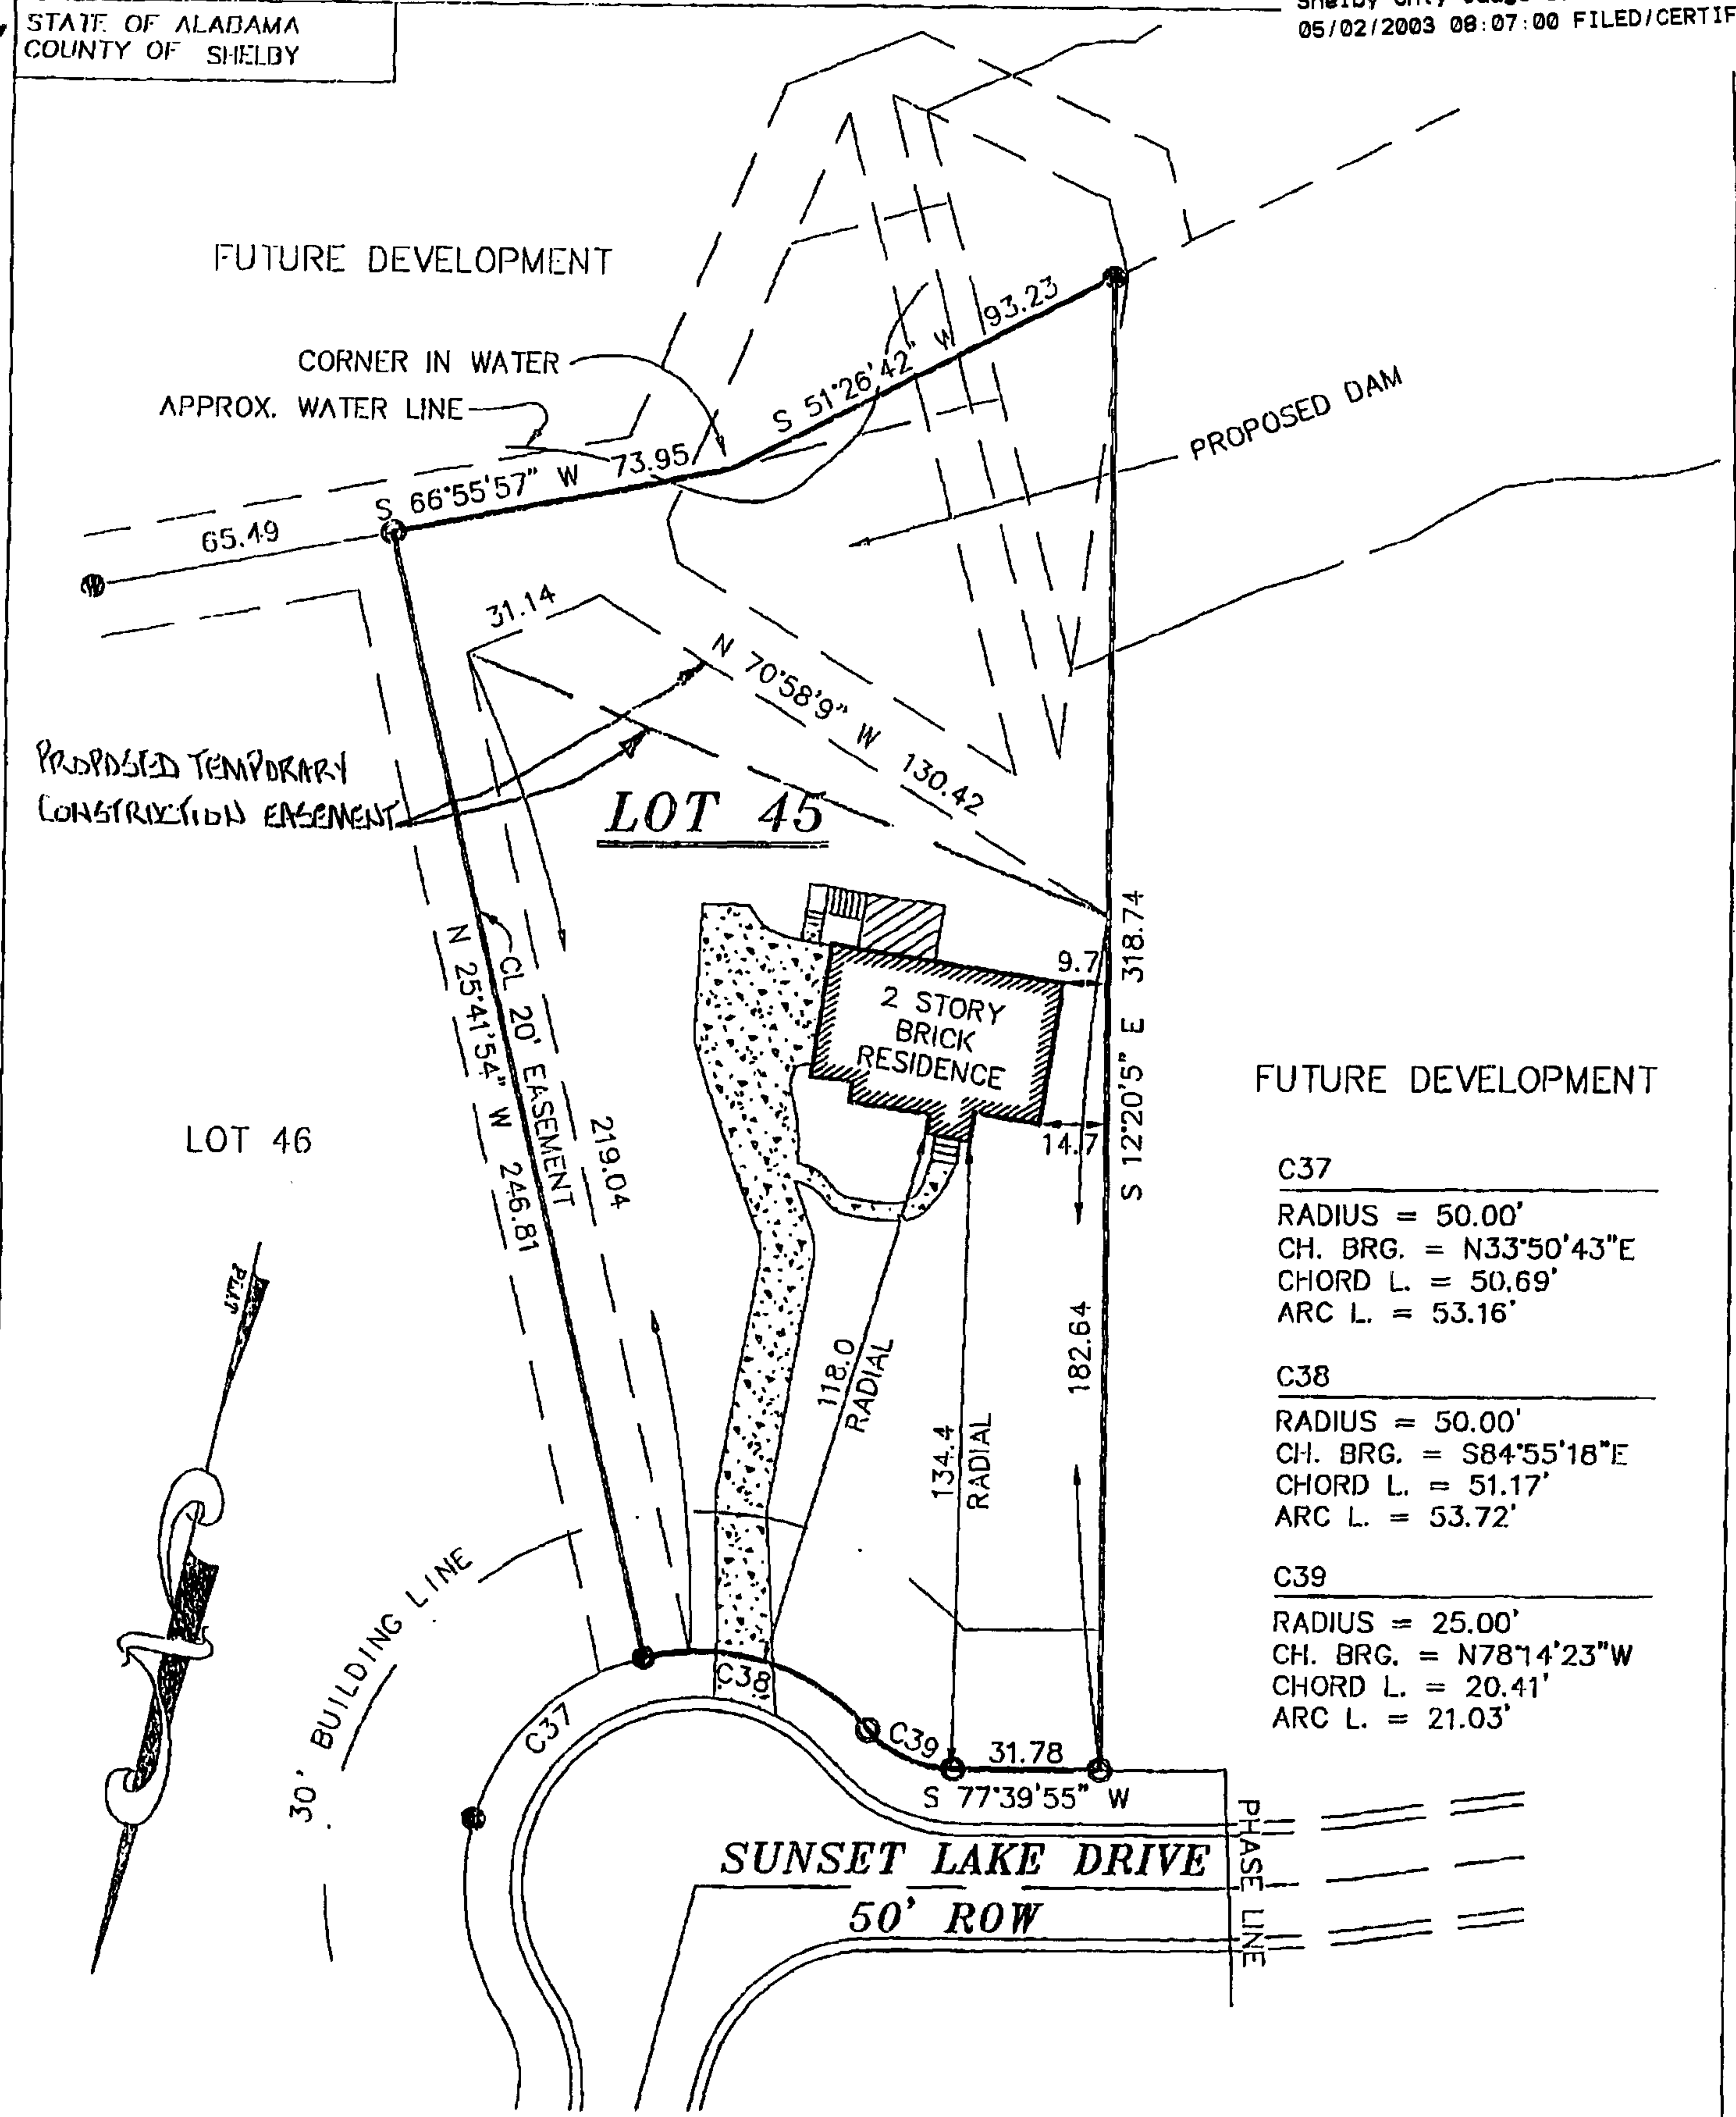 05/02/2003 08:07:00 FILED/CERTIF
STATE OF ALABAMA
COUNTY OF SHELBY
FUTURE DEVELOPMENT
CORNER IN WATER
APPROX. WATER LINE
S 51°26'42" W 93.23
S 66°55'57" W 73.95
65.49
PROPOSED DAM
31.14
N 70°58'9" W 130.42
PROPOSED TEMPORARY
CONSTRUCTION EASEMENT
LOT 45
S 12°20'5" E 318.74
9.7
2 STORY
BRICK
RESIDENCE
14.7
CL 20' EASEMENT
N 25°41'54" W 246.81
219.04
LOT 46
FUTURE DEVELOPMENT
C37
RADIUS = 50.00'
CH. BRG. = N33°50'43"E
CHORD L. = 50.69'
ARC L. = 53.16'
C38
RADIUS = 50.00'
CH. BRG. = S84°55'18"E
CHORD L. = 51.17'
ARC L. = 53.72'
C39
RADIUS = 25.00'
CH. BRG. = N78°14'23"W
CHORD L. = 20.41'
ARC L. = 21.03'
PLAT
118.0
RADIAL
134.4
RADIAL
182.64
30' BUILDING LINE
C37
C38
C39
31.78
S 77°39'55" W
SUNSET LAKE DRIVE
50' ROW
PHASE LINE